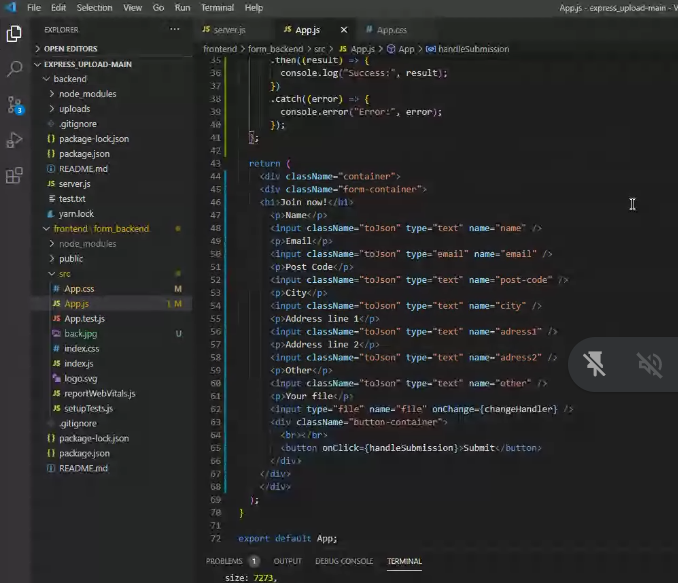 File Edit Selection View Go Run Terminal Help
App.js - express_upload-main -
EXPLORER
OPEN EDITORS
EXPRESS_UPLOAD-MAIN
backend
node_modules
uploads
.gitignore
package-lock.json
package.json
README.md
server.js
test.txt
yarn.lock
frontend\form_backend
node_modules
public
src
App.css M
App.js 1, M
App.test.js
back.jpg U
index.css
index.js
logo.svg
reportWebVitals.js
setupTests.js
.gitignore
package-lock.json
package.json
README.md
3
server.js App.js App.css
frontend > form_backend > src > App.js > App > handleSubmission
35 .then((result) => {
36 console.log("Success:", result);
37 })
38 .catch((error) => {
39 console.error("Error:", error);
40 });
41 };
42
43 return (
44 <div className="container">
45 <div className="form-container">
46 <h1>Join now!</h1>
47 <p>Name</p>
48 <input className="toJson" type="text" name="name" />
49 <p>Email</p>
50 <input className="toJson" type="email" name="email" />
51 <p>Post Code</p>
52 <input className="toJson" type="text" name="post-code" />
53 <p>City</p>
54 <input className="toJson" type="text" name="city" />
55 <p>Address line 1</p>
56 <input className="toJson" type="text" name="adress1" />
57 <p>Address line 2</p>
58 <input className="toJson" type="text" name="adress2" />
59 <p>Other</p>
60 <input className="toJson" type="text" name="other" />
61 <p>Your file</p>
62 <input type="file" name="file" onChange={changeHandler} />
63 <div className="button-container">
64 <br></br>
65 <button onClick={handleSubmission}>Submit</button>
66 </div>
67 </div>
68 </div>
69 );
70 }
71
72 export default App;
PROBLEMS 1 OUTPUT DEBUG CONSOLE TERMINAL
size: 7273,